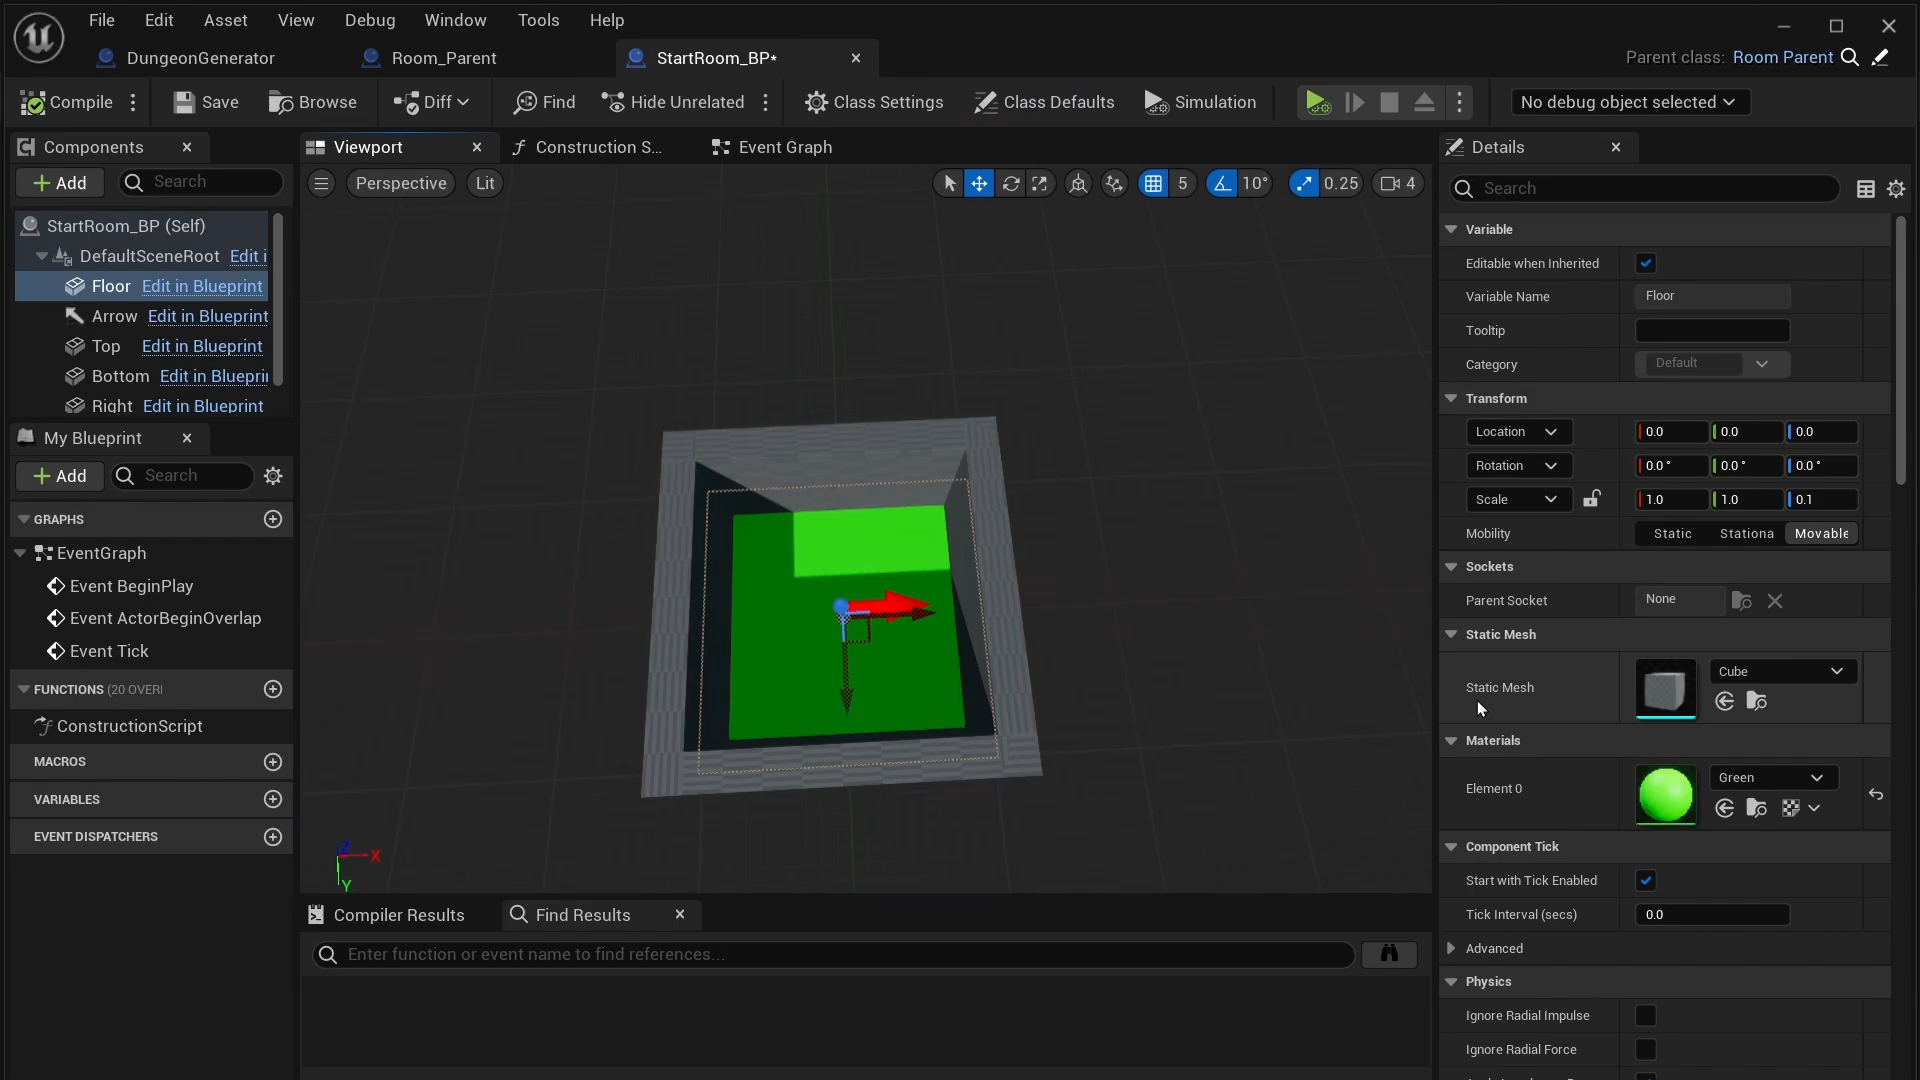 File Edit Asset View Debug Window Tools Help
DungeonGenerator Room_Parent StartRoom_BP* Parent class: Room Parent
Compile Save Browse Diff Find Hide Unrelated Class Settings Class Defaults Simulation No debug object selected
Components
Add Search
StartRoom_BP (Self)
DefaultSceneRoot Edit i
Floor Edit in Blueprint
Arrow Edit in Blueprint
Top Edit in Blueprint
Bottom Edit in Bluepri
Right Edit in Blueprint
My Blueprint
Add Search
GRAPHS
EventGraph
Event BeginPlay
Event ActorBeginOverlap
Event Tick
FUNCTIONS (20 OVERI
ConstructionScript
MACROS
VARIABLES
EVENT DISPATCHERS
Viewport Construction S... Event Graph
Perspective Lit 5 10° 0.25 4
Z
X
Y
Compiler Results Find Results
Enter function or event name to find references...
Details
Search
Variable
Editable when Inherited
Variable Name Floor
Tooltip
Category Default
Transform
Location 0.0 0.0 0.0
Rotation 0.0° 0.0° 0.0°
Scale 1.0 1.0 0.1
Mobility Static Stationa Movable
Sockets
Parent Socket None
Static Mesh
Static Mesh Cube
Materials
Element 0 Green
Component Tick
Start with Tick Enabled
Tick Interval (secs) 0.0
Advanced
Physics
Ignore Radial Impulse
Ignore Radial Force